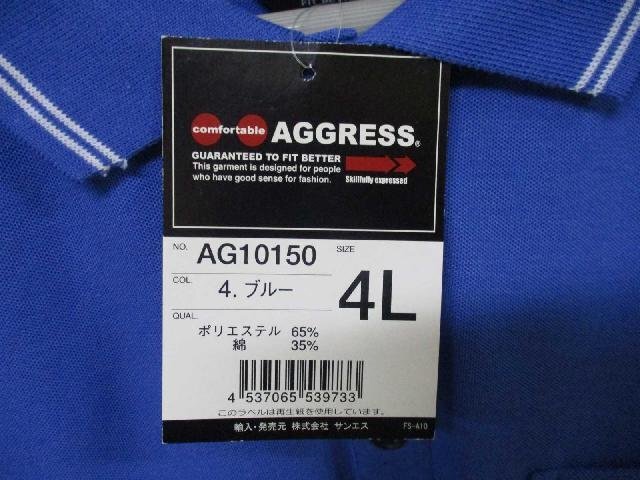 comfortable AGGRESS®
GUARANTEED TO FIT BETTER
This garment is designed for people
who have good sense for fashion.
Skillfully expressed
NO. AG10150
SIZE 4L
COL. 4.ブルー
QUAL.
ポリエステル 65%
綿 35%
4 537065 539733
このラベルは再生紙を使用しています。
輸入・発売元 株式会社 サンエス
FS-A10